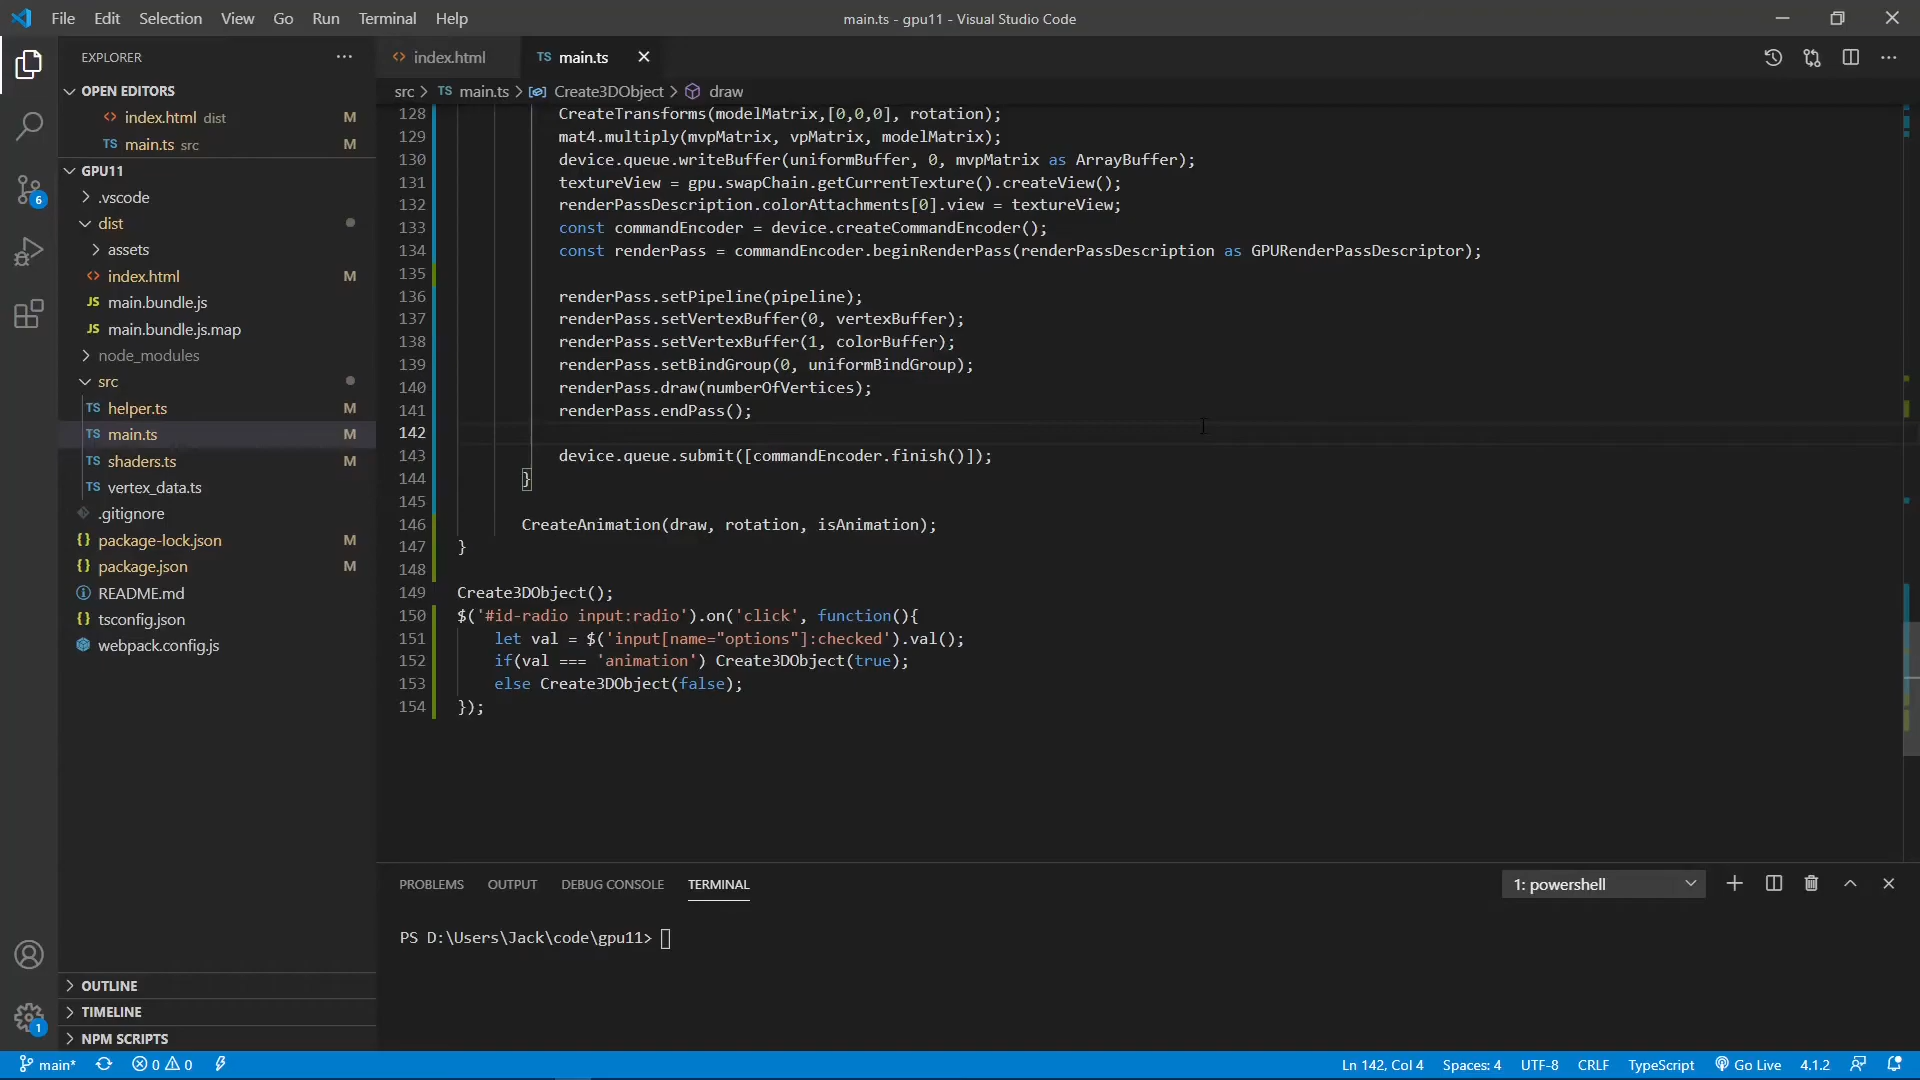 File Edit Selection View Go Run Terminal Help
main.ts - gpu11 - Visual Studio Code
EXPLORER
OPEN EDITORS
index.html dist M
TS main.ts src M
GPU11
.vscode
dist
assets
index.html M
JS main.bundle.js
JS main.bundle.js.map
node_modules
src
TS helper.ts M
TS main.ts M
TS shaders.ts M
TS vertex_data.ts
.gitignore
{} package-lock.json M
{} package.json M
README.md
{} tsconfig.json
webpack.config.js
OUTLINE
TIMELINE
NPM SCRIPTS
6
1
index.html
TS main.ts
src > TS main.ts > Create3DObject > draw
128 CreateTransforms(modelMatrix,[0,0,0], rotation);
129 mat4.multiply(mvpMatrix, vpMatrix, modelMatrix);
130 device.queue.writeBuffer(uniformBuffer, 0, mvpMatrix as ArrayBuffer);
131 textureView = gpu.swapChain.getCurrentTexture().createView();
132 renderPassDescription.colorAttachments[0].view = textureView;
133 const commandEncoder = device.createCommandEncoder();
134 const renderPass = commandEncoder.beginRenderPass(renderPassDescription as GPURenderPassDescriptor);
135
136 renderPass.setPipeline(pipeline);
137 renderPass.setVertexBuffer(0, vertexBuffer);
138 renderPass.setVertexBuffer(1, colorBuffer);
139 renderPass.setBindGroup(0, uniformBindGroup);
140 renderPass.draw(numberOfVertices);
141 renderPass.endPass();
142
143 device.queue.submit([commandEncoder.finish()]);
144 }
145
146 CreateAnimation(draw, rotation, isAnimation);
147 }
148
149 Create3DObject();
150 $('#id-radio input:radio').on('click', function(){
151 let val = $('input[name="options"]:checked').val();
152 if(val === 'animation') Create3DObject(true);
153 else Create3DObject(false);
154 });
PROBLEMS OUTPUT DEBUG CONSOLE TERMINAL
1: powershell
PS D:\Users\Jack\code\gpu11>
main* 0 0
Ln 142, Col 4 Spaces: 4 UTF-8 CRLF TypeScript Go Live 4.1.2